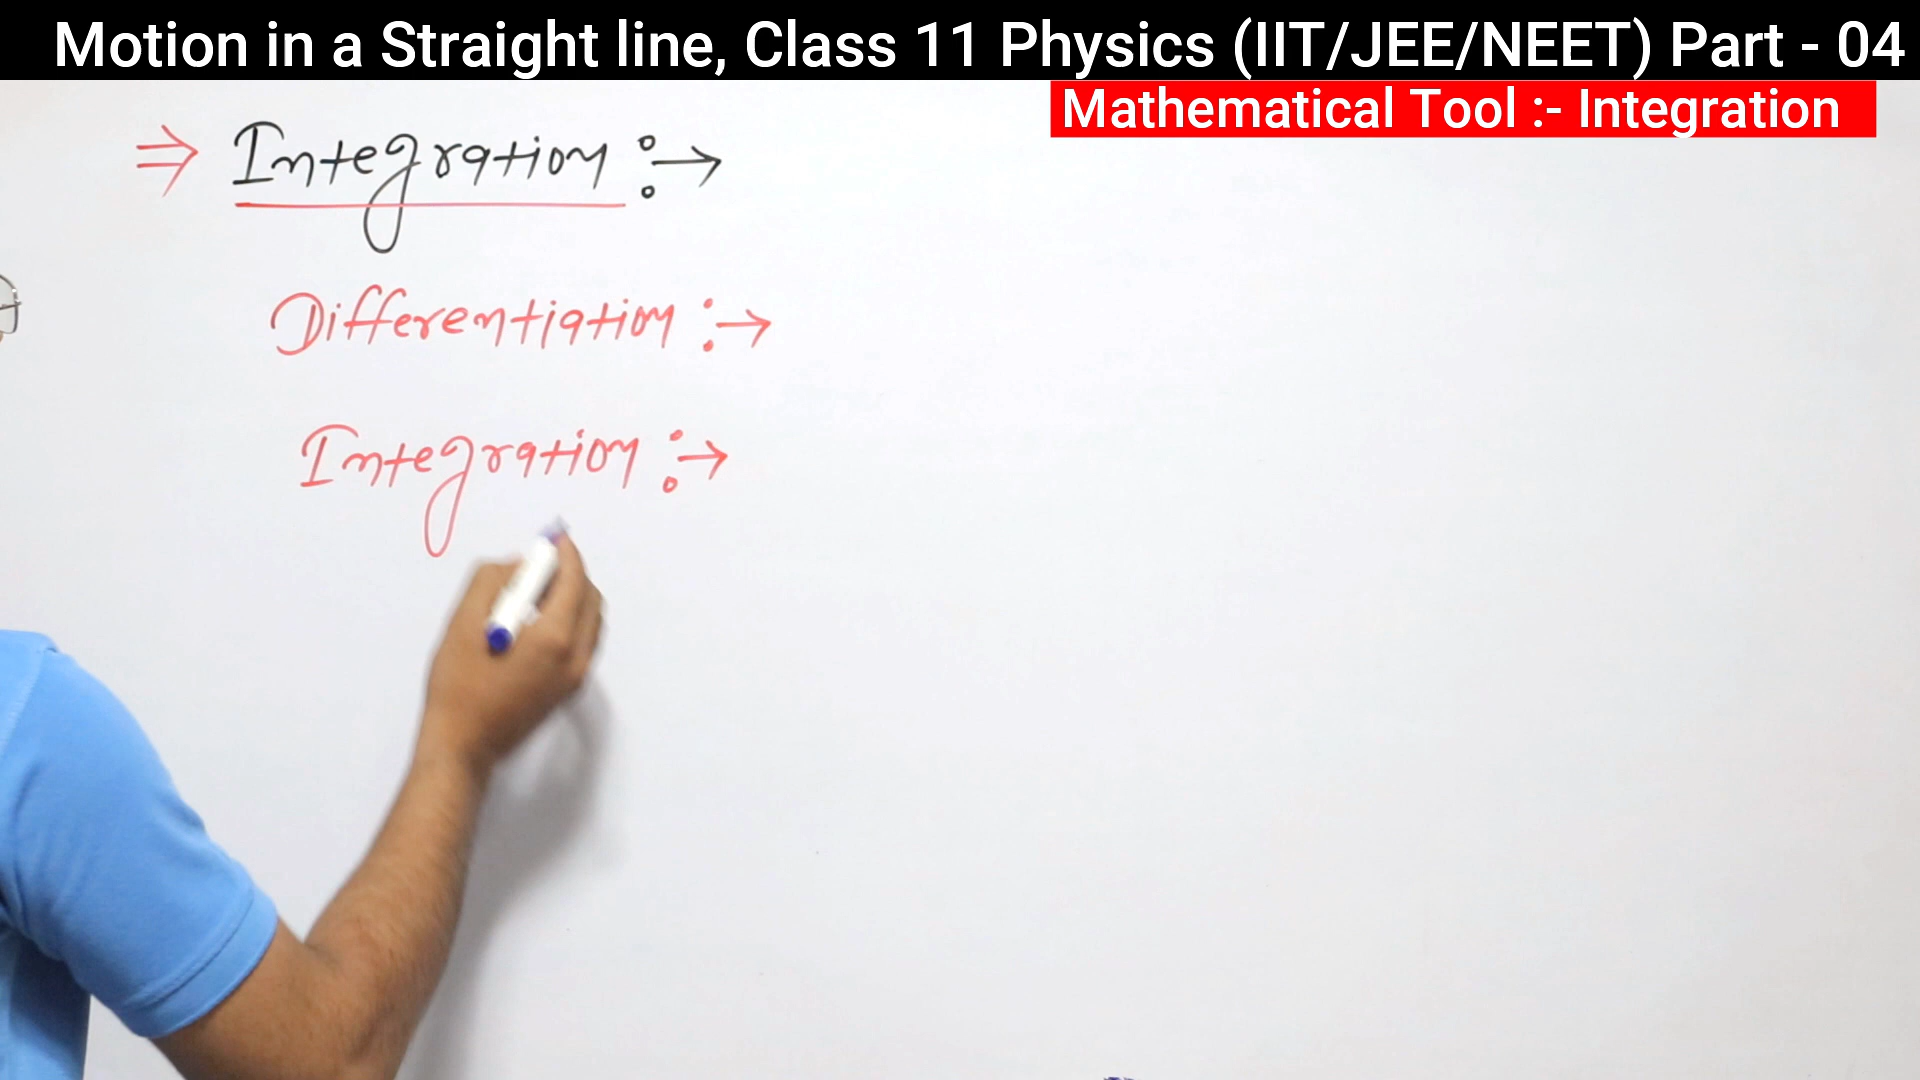 Motion in a Straight line, Class 11 Physics (IIT/JEE/NEET) Part - 04
Mathematical Tool :- Integration
⇒ Integration :→
Differentiation :→
Integration :→